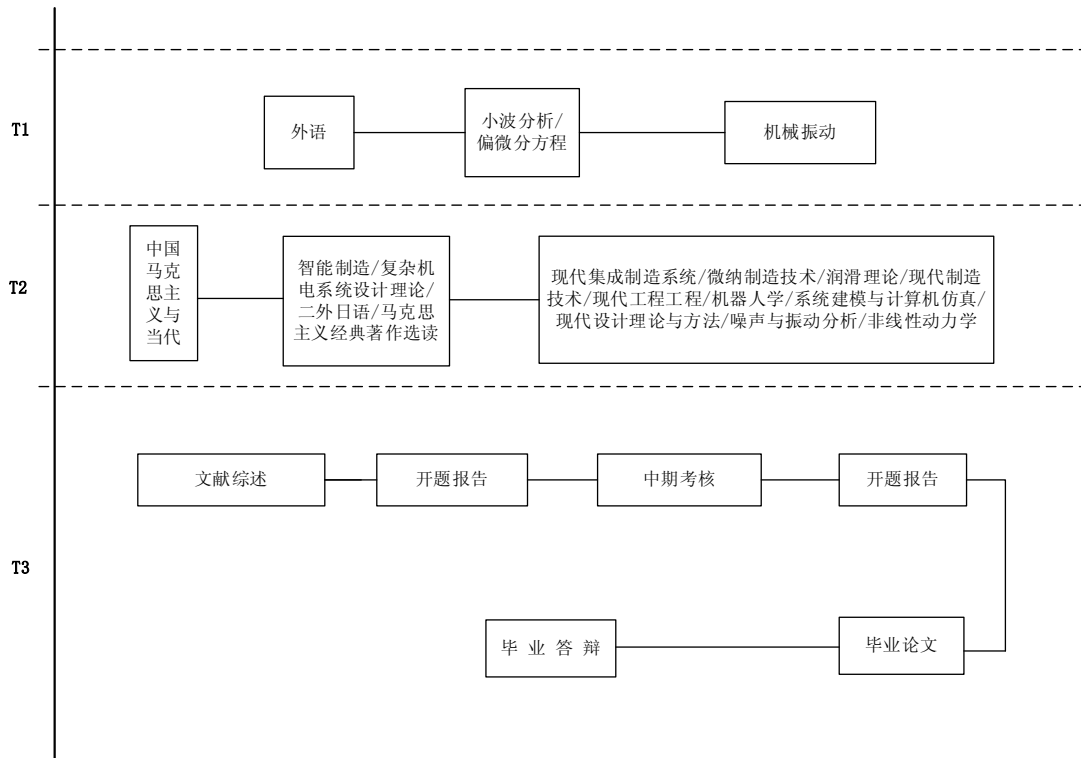 T1
外语
小波分析/
偏微分方程
机械振动
T2
中国
马克
思主
义与
当代
智能制造/复杂机
电系统设计理论/
二外日语/马克思
主义经典著作选读
现代集成制造系统/微纳制造技术/润滑理论/现代制造
技术/现代工程工程/机器人学/系统建模与计算机仿真/
现代设计理论与方法/噪声与振动分析/非线性动力学
T3
文献综述
开题报告
中期考核
开题报告
毕业答辩
毕业论文